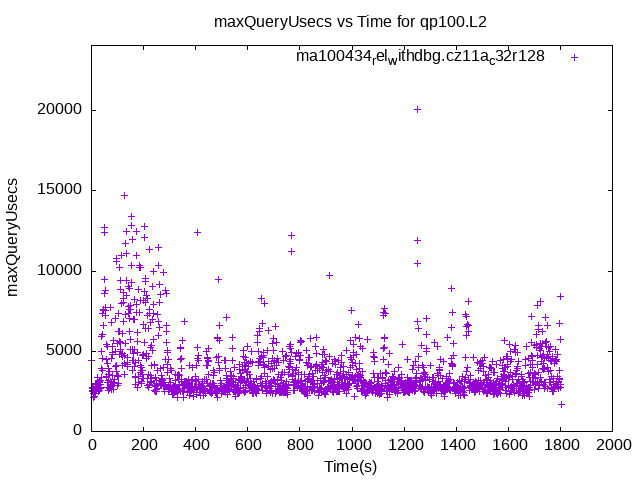 maxQueryUsecs vs Time for qp100.L2
ma100434relwithdbg.cz11ac32r128
25000
20000
15000
10000
5000
0
maxQueryUsecs
0 200 400 600 800 1000 1200 1400 1600 1800 2000
Time(s)